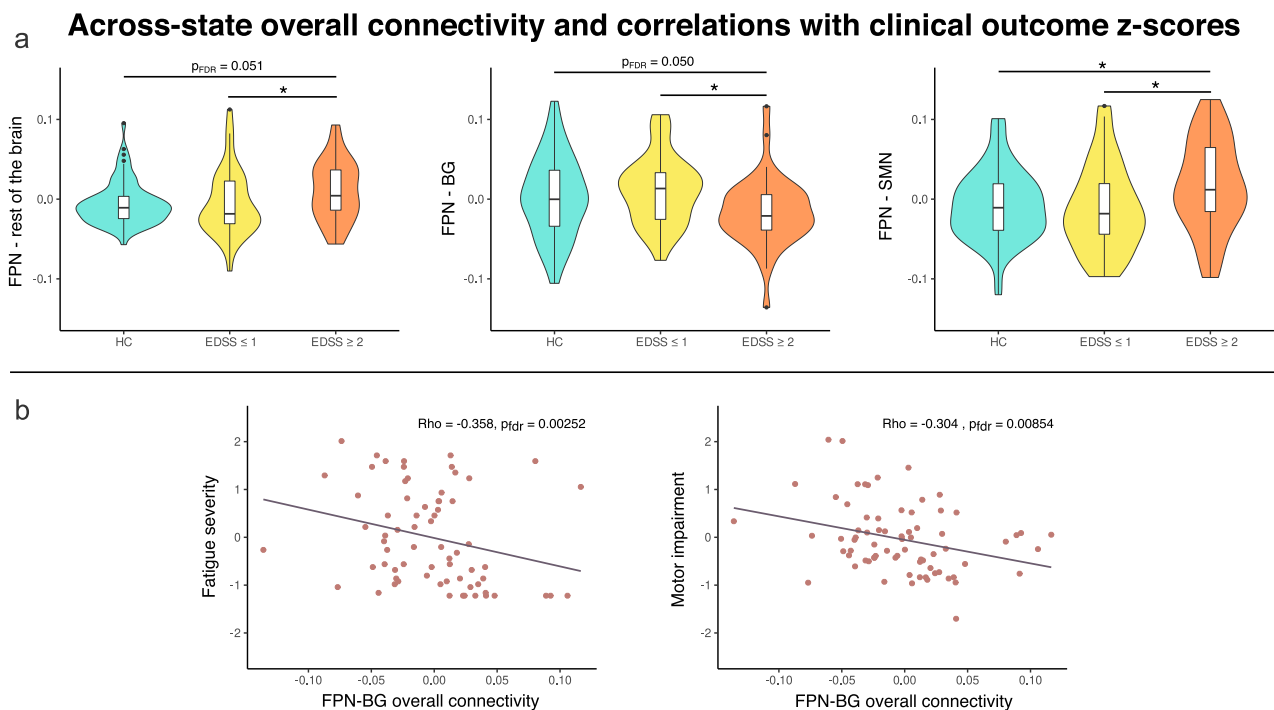 Across-state overall connectivity and correlations with clinical outcome z-scores
a
FPN - rest of the brain
0.1
0.0
-0.1
pFDR = 0.051
*
HC
EDSS ≤ 1
EDSS ≥ 2
FPN - BG
0.1
0.0
-0.1
pFDR = 0.050
*
HC
EDSS ≤ 1
EDSS ≥ 2
FPN - SMN
0.1
0.0
-0.1
*
*
HC
EDSS ≤ 1
EDSS ≥ 2
b
Fatigue severity
2
1
0
-1
-2
Rho = -0.358, pfdr = 0.00252
-0.10
-0.05
0.00
0.05
0.10
FPN-BG overall connectivity
Motor impairment
2
1
0
-1
-2
Rho = -0.304 , pfdr = 0.00854
-0.10
-0.05
0.00
0.05
0.10
FPN-BG overall connectivity